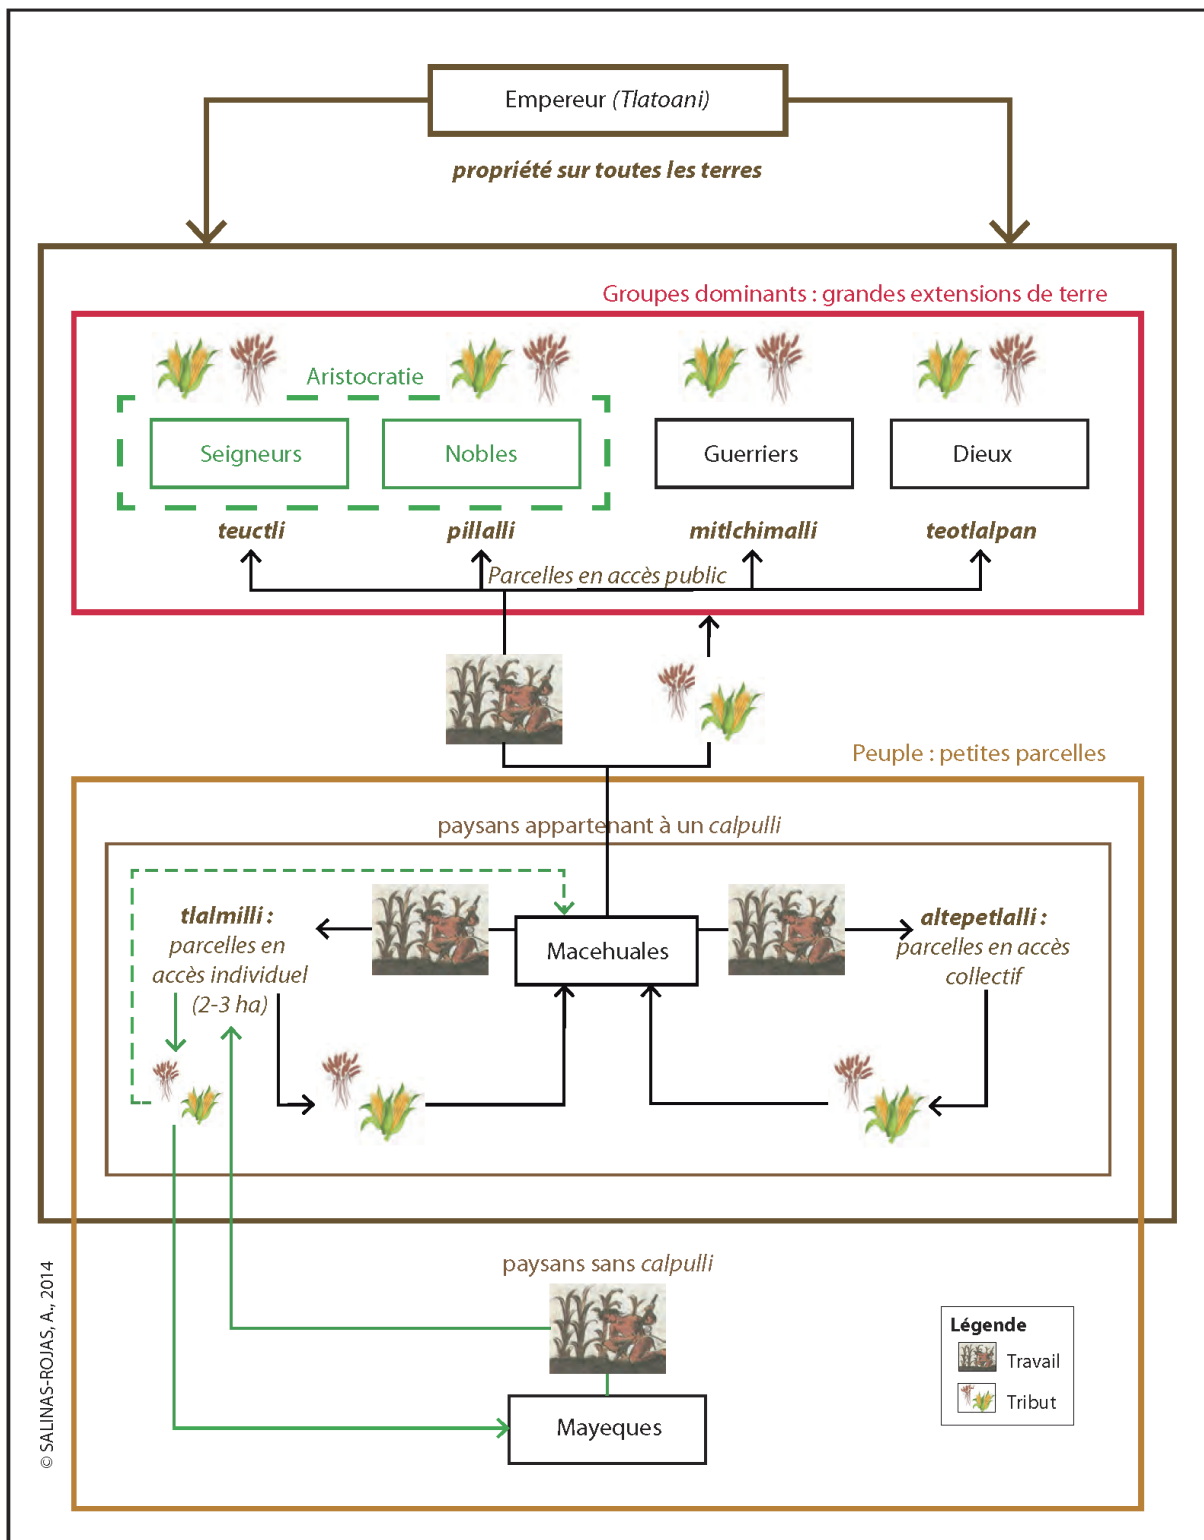 Empereur (Tlatoani)
propriété sur toutes les terres
Groupes dominants : grandes extensions de terre
Aristocratie
Seigneurs
Nobles
Guerriers
Dieux
teuctli
pillalli
mitlchimalli
teotlalpan
Parcelles en accès public
Peuple : petites parcelles
paysans appartenant à un calpulli
tlalmilli :
parcelles en
accès individuel
(2-3 ha)
Macehuales
altepetlalli :
parcelles en accès
collectif
paysans sans calpulli
Mayeques
Légende
Travail
Tribut
© SALINAS-ROJAS, A., 2014